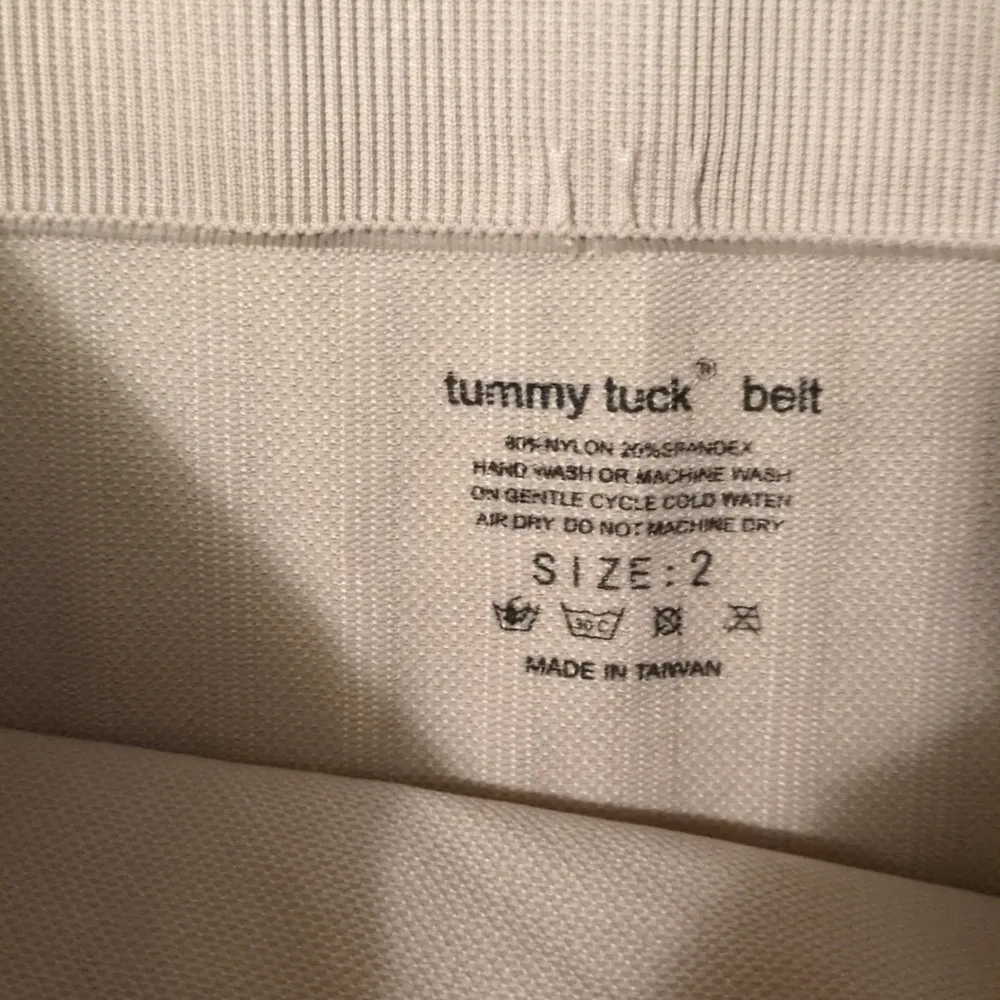 tummy tuck® belt
80% NYLON 20% SPANDEX
HAND WASH OR MACHINE WASH
ON GENTLE CYCLE COLD WATER
AIR DRY DO NOT MACHINE DRY
SIZE: 2
30°C
MADE IN TAIWAN